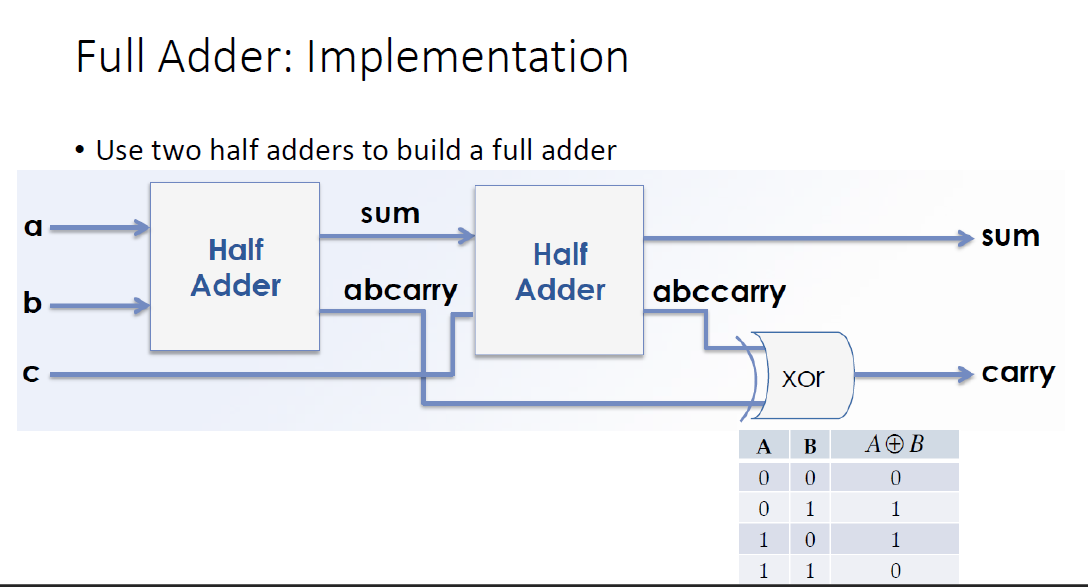 Full Adder: Implementation
• Use two half adders to build a full adder
a
b
c
Half
Adder
sum
abcarry
Half
Adder
abccarry
xor
sum
carry
A B A⊕B
0 0 0
0 1 1
1 0 1
1 1 0